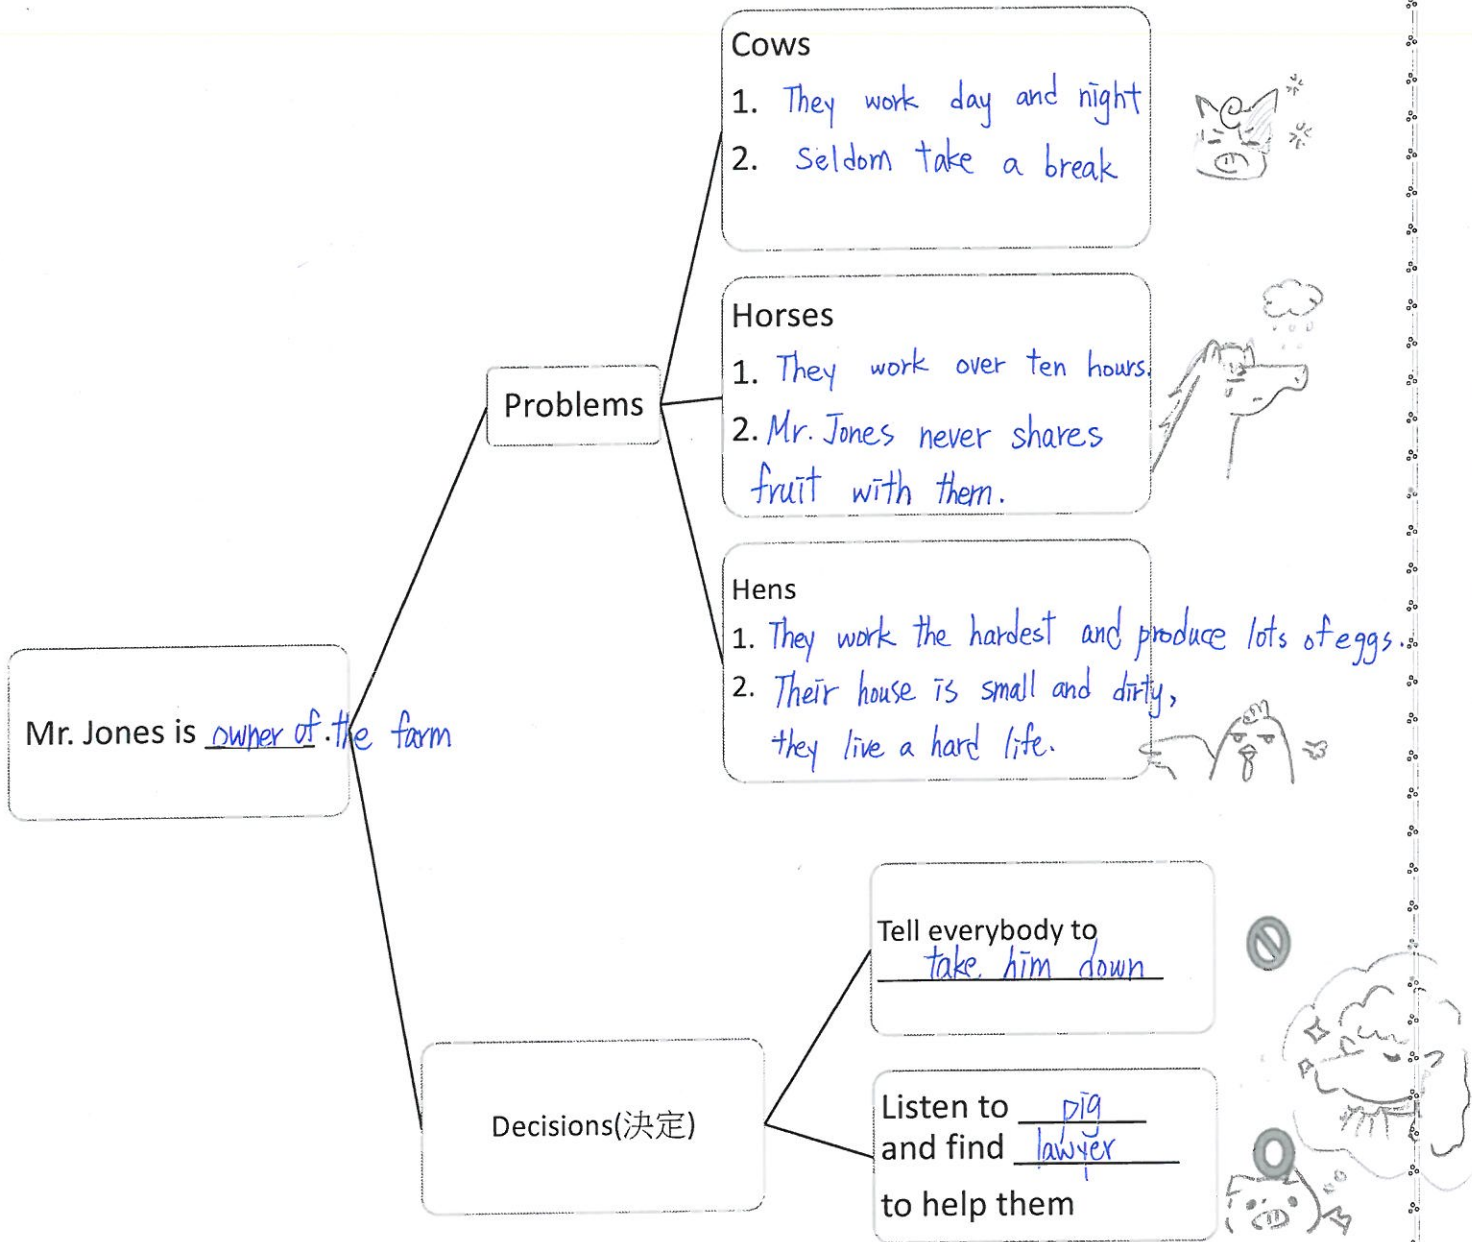 Cows
1. They work day and night
2. Seldom take a break
Horses
1. They work over ten hours.
2. Mr. Jones never shares
fruit with them.
Problems
Hens
1. They work the hardest and produce lots of eggs.
2. Their house is small and dirty,
they live a hard life.
Mr. Jones is owner of . the farm
Tell everybody to
take him down
Decisions(決定)
Listen to pig
and find lawyer
to help them